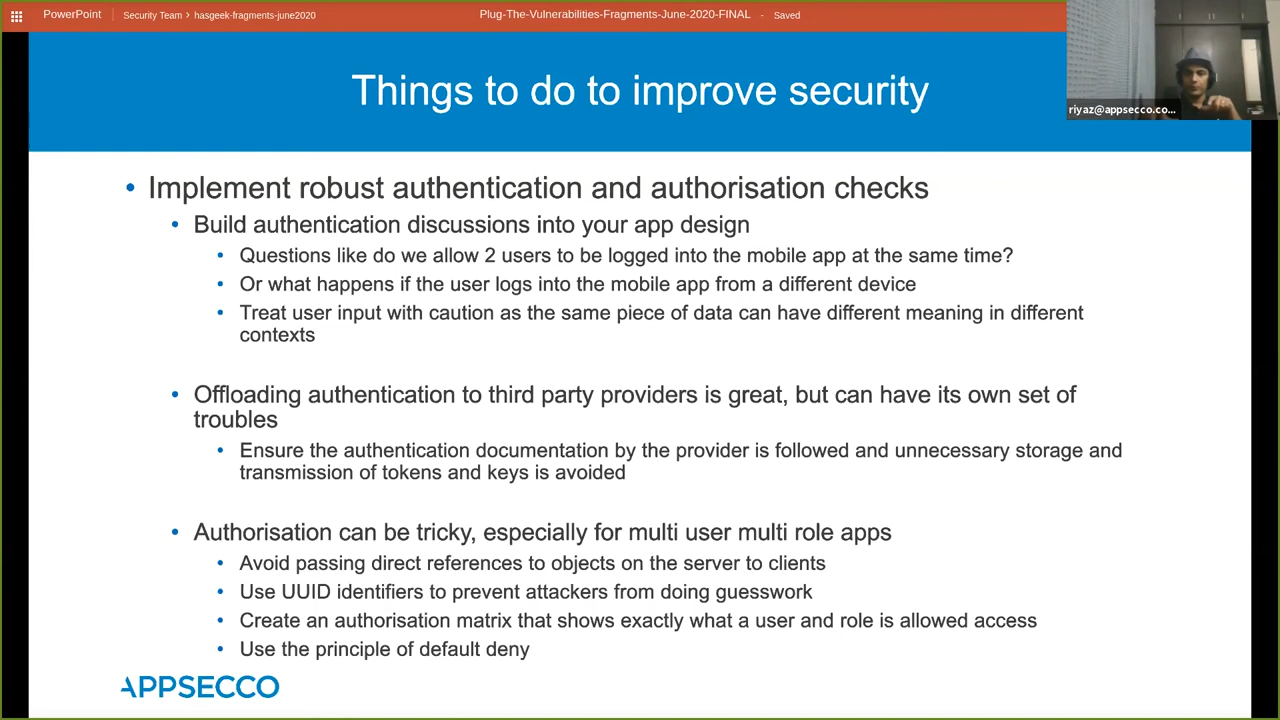 PowerPoint
Security Team > hasgeek-fragments-june2020
Plug-The-Vulnerabilities-Fragments-June-2020-FINAL - Saved
riyaz@appsecco.co...
Things to do to improve security
• Implement robust authentication and authorisation checks
• Build authentication discussions into your app design
• Questions like do we allow 2 users to be logged into the mobile app at the same time?
• Or what happens if the user logs into the mobile app from a different device
• Treat user input with caution as the same piece of data can have different meaning in different
contexts
• Offloading authentication to third party providers is great, but can have its own set of
troubles
• Ensure the authentication documentation by the provider is followed and unnecessary storage and
transmission of tokens and keys is avoided
• Authorisation can be tricky, especially for multi user multi role apps
• Avoid passing direct references to objects on the server to clients
• Use UUID identifiers to prevent attackers from doing guesswork
• Create an authorisation matrix that shows exactly what a user and role is allowed access
• Use the principle of default deny
APPSECCO